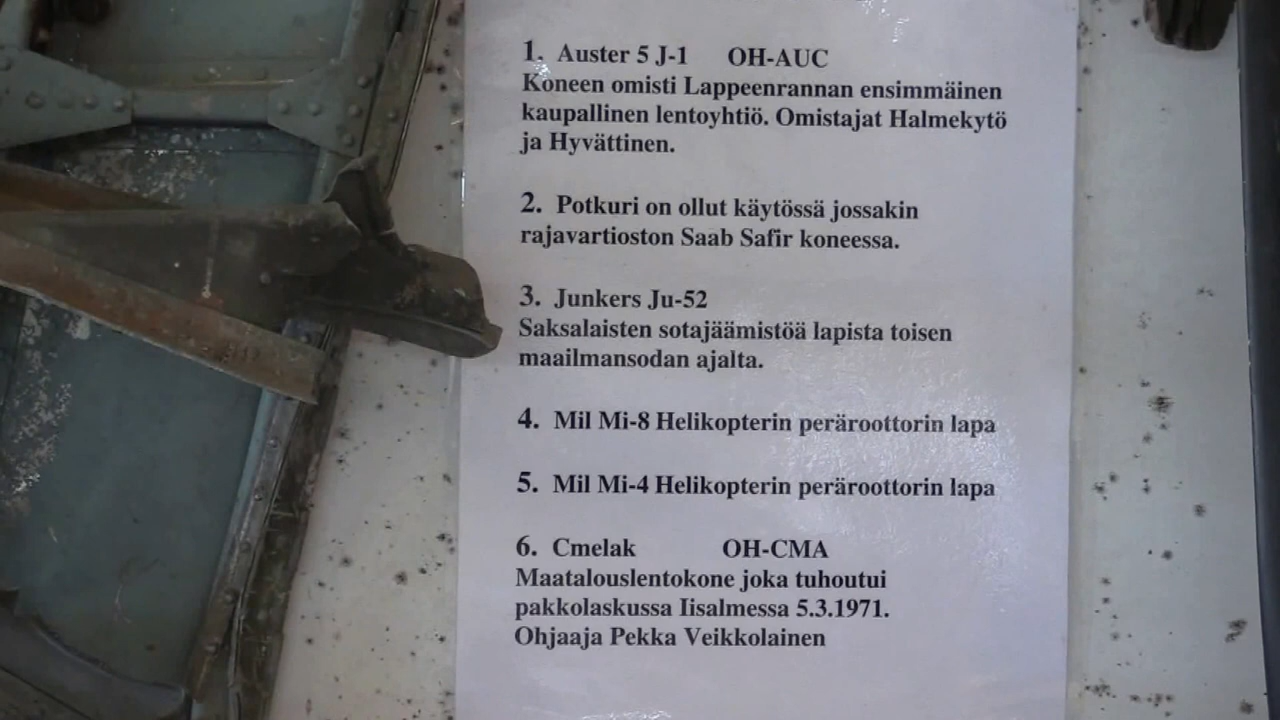 1. Auster 5 J-1 OH-AUC
Koneen omisti Lappeenrannan ensimmäinen
kaupallinen lentoyhtiö. Omistajat Halmekytö
ja Hyvättinen.
2. Potkuri on ollut käytössä jossakin
rajavartioston Saab Safir koneessa.
3. Junkers Ju-52
Saksalaisten sotajäämistöä lapista toisen
maailmansodan ajalta.
4. Mil Mi-8 Helikopterin peräroottorin lapa
5. Mil Mi-4 Helikopterin peräroottorin lapa
6. Cmelak OH-CMA
Maatalouslentokone joka tuhoutui
pakkolaskussa Iisalmessa 5.3.1971.
Ohjaaja Pekka Veikkolainen